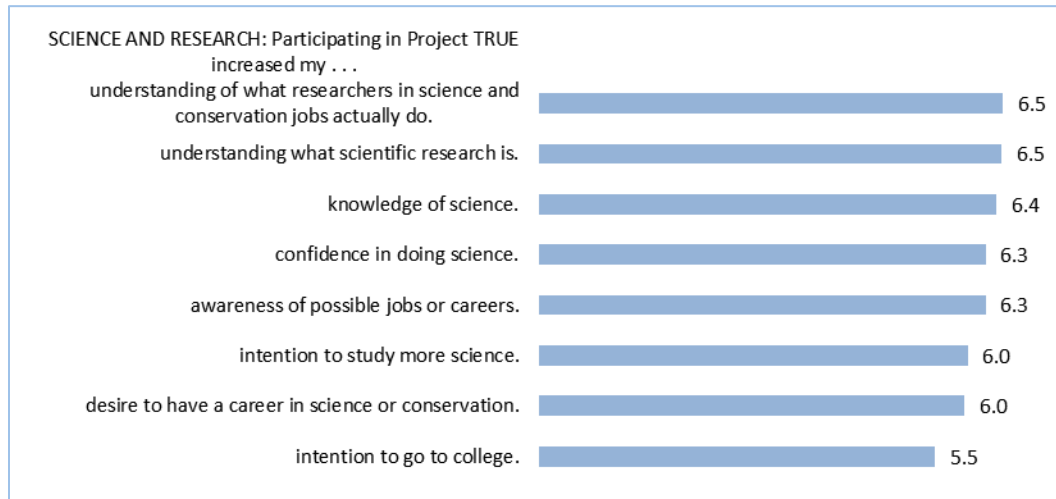 SCIENCE AND RESEARCH: Participating in Project TRUE
increased my . . .
understanding of what researchers in science and
conservation jobs actually do.
6.5
understanding what scientific research is.
6.5
knowledge of science.
6.4
confidence in doing science.
6.3
awareness of possible jobs or careers.
6.3
intention to study more science.
6.0
desire to have a career in science or conservation.
6.0
intention to go to college.
5.5